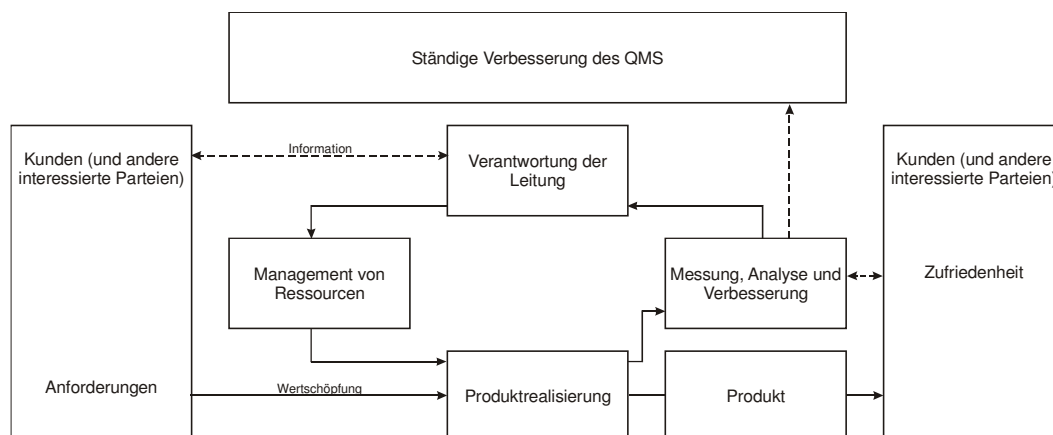 Ständige Verbesserung des QMS
Kunden (und andere
interessierte Parteien)
Information
Verantwortung der
Leitung
Kunden (und andere
interessierte Parteien)
Management von
Ressourcen
Messung, Analyse und
Verbesserung
Zufriedenheit
Anforderungen
Wertschöpfung
Produktrealisierung
Produkt